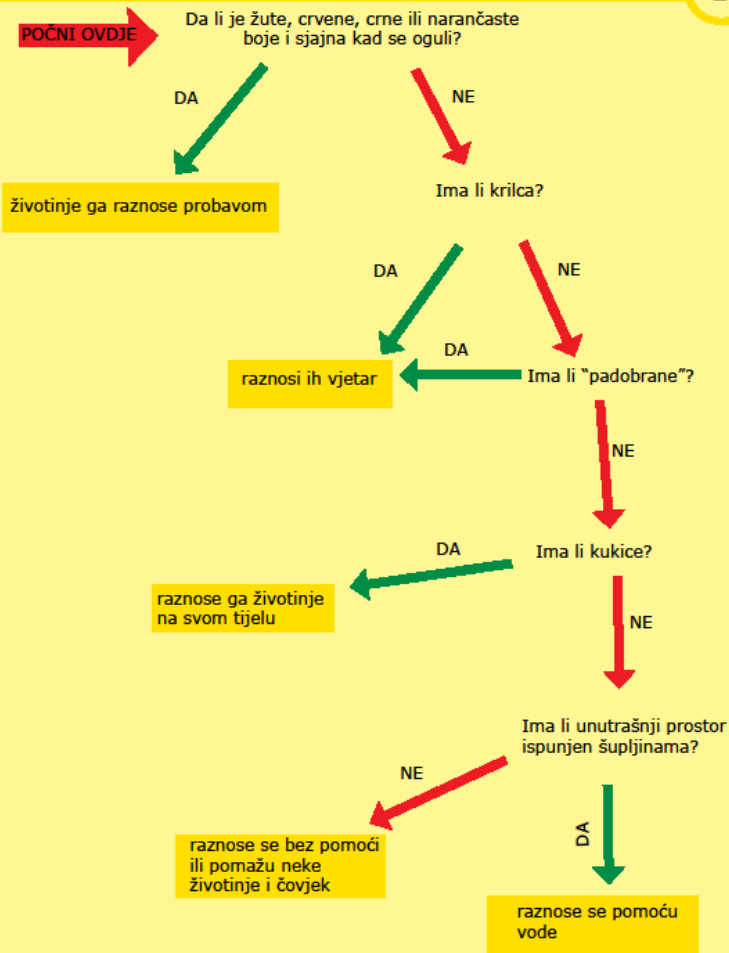 POČNI OVDJE
Da li je žute, crvene, crne ili narančaste
boje i sjajna kad se oguli?
DA
NE
životinje ga raznose probavom
Ima li krilca?
DA
NE
raznosi ih vjetar
DA
Ima li “padobrane”?
NE
DA
Ima li kukice?
raznose ga životinje
na svom tijelu
NE
Ima li unutrašnji prostor
ispunjen šupljinama?
NE
DA
raznose se bez pomoći
ili pomažu neke
životinje i čovjek
raznose se pomoću
vode